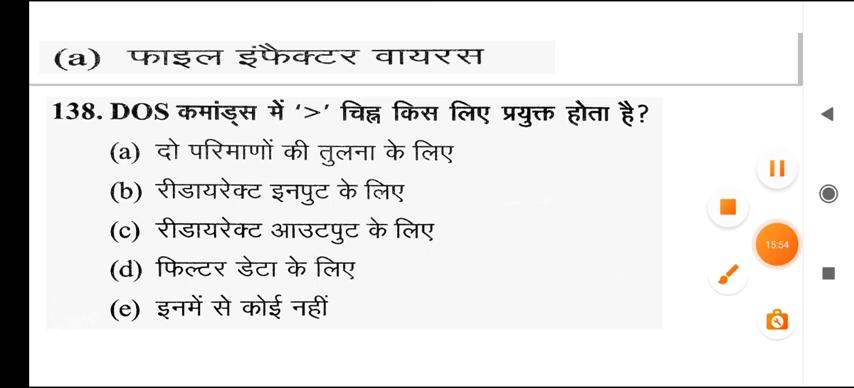 (a) फाइल इंफैक्टर वायरस
138. DOS कमांड्स में ‘>’ चिह्न किस लिए प्रयुक्त होता है?
(a) दो परिमाणों की तुलना के लिए
(b) रीडायरेक्ट इनपुट के लिए
(c) रीडायरेक्ट आउटपुट के लिए
(d) फिल्टर डेटा के लिए
(e) इनमें से कोई नहीं
15:54